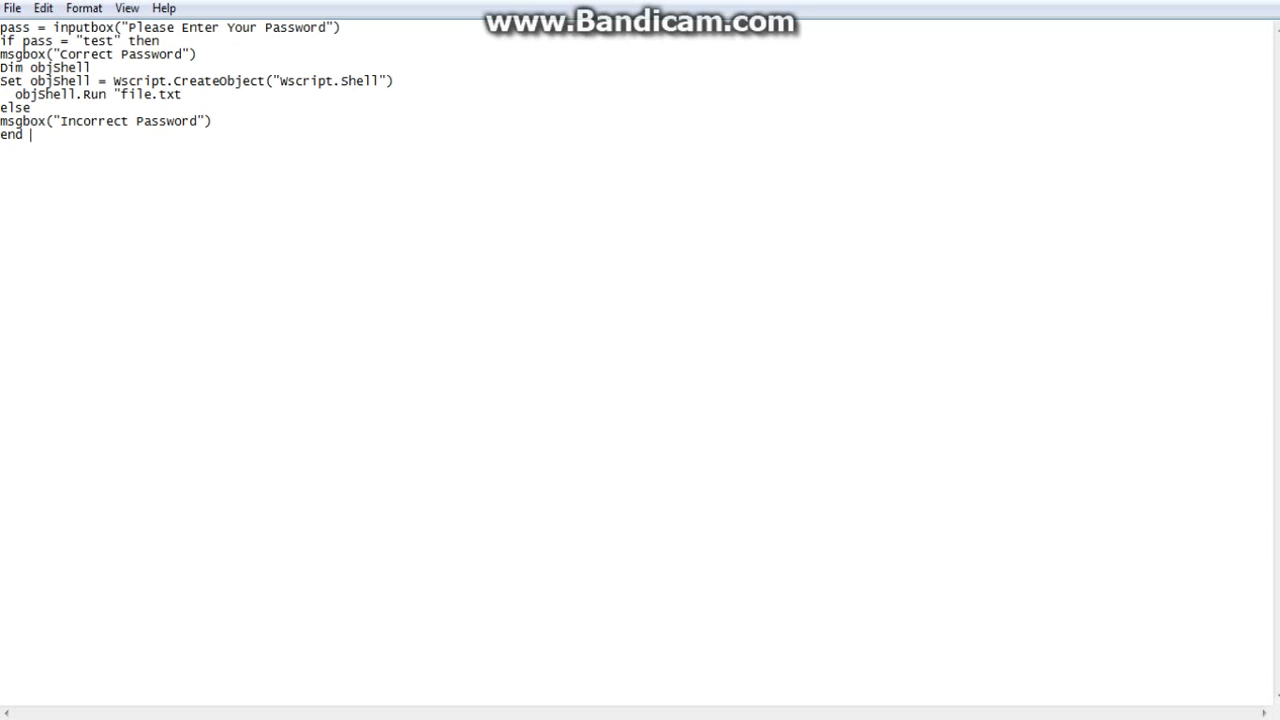 File Edit Format View Help
www.Bandicam.com
pass = inputbox("Please Enter Your Password")
if pass = "test" then
msgbox("Correct Password")
Dim objShell
Set objShell = Wscript.CreateObject("Wscript.Shell")
objShell.Run "file.txt
else
msgbox("Incorrect Password")
end